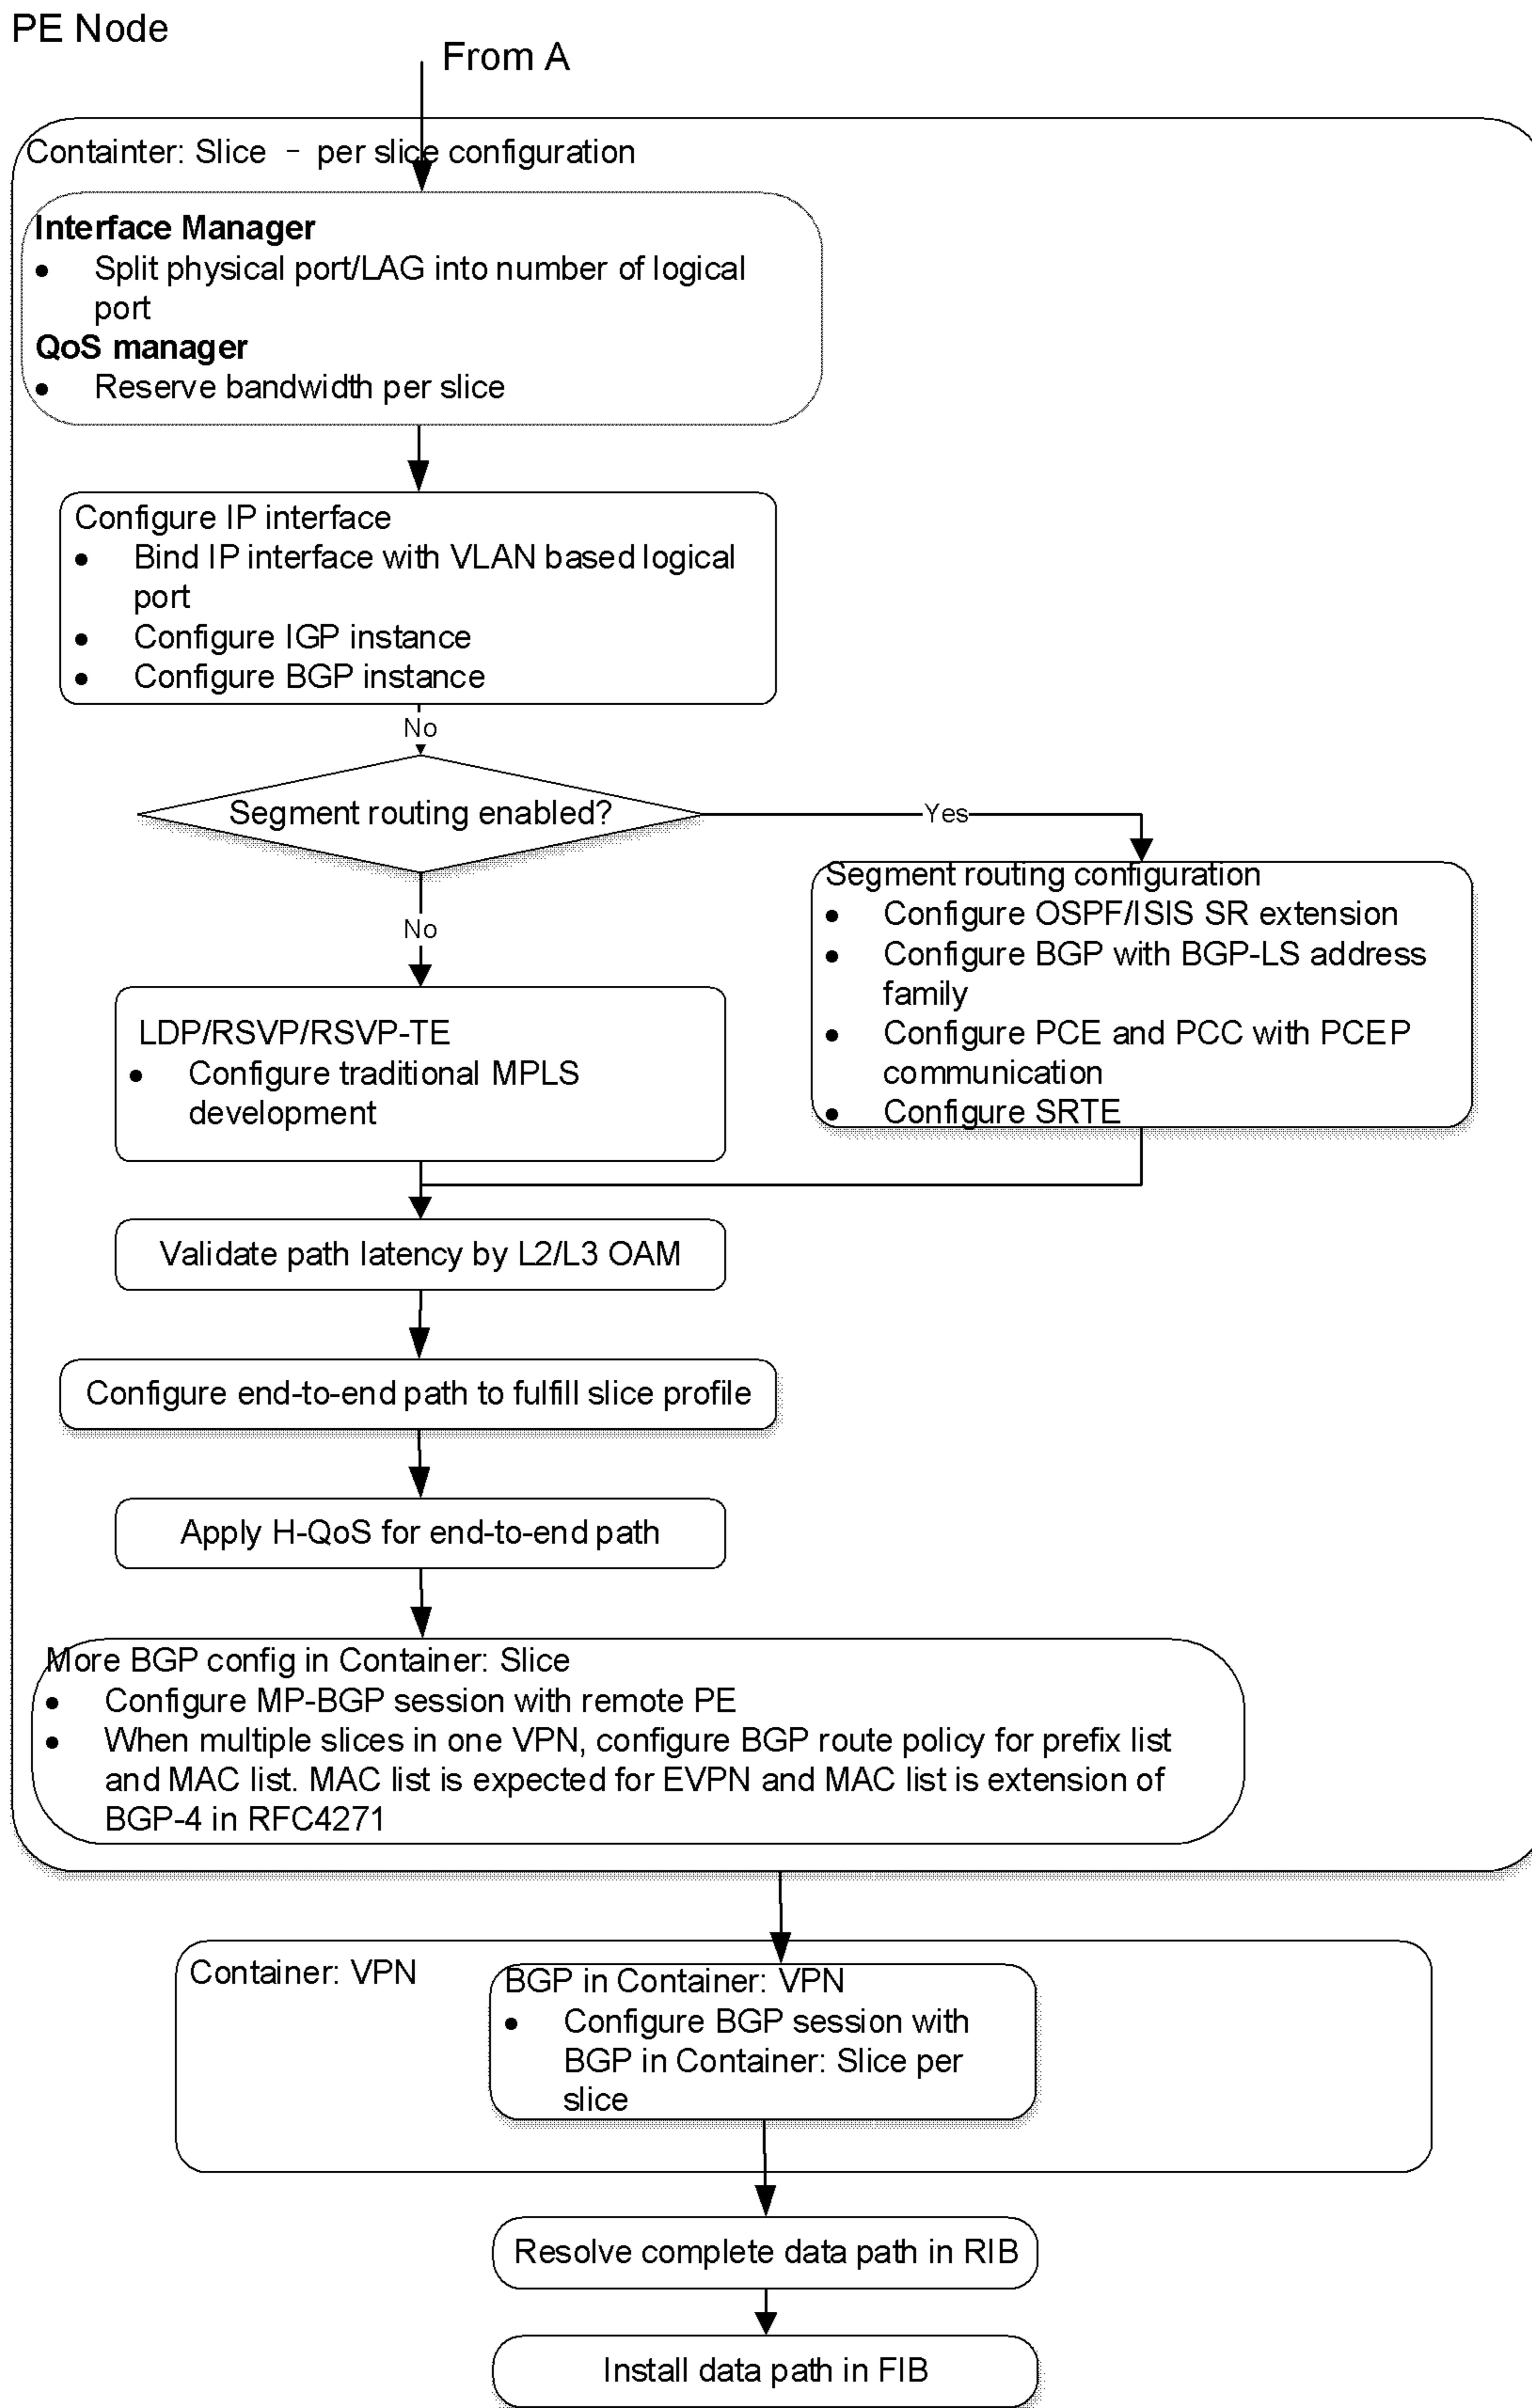 PE Node
From A
Containter: Slice – per slice configuration
Interface Manager
• Split physical port/LAG into number of logical
port
QoS manager
• Reserve bandwidth per slice
Configure IP interface
• Bind IP interface with VLAN based logical
port
• Configure IGP instance
• Configure BGP instance
No
Segment routing enabled?
Yes
No
Segment routing configuration
• Configure OSPF/ISIS SR extension
• Configure BGP with BGP-LS address
family
• Configure PCE and PCC with PCEP
communication
• Configure SRTE
LDP/RSVP/RSVP-TE
• Configure traditional MPLS
development
Validate path latency by L2/L3 OAM
Configure end-to-end path to fulfill slice profile
Apply H-QoS for end-to-end path
More BGP config in Container: Slice
• Configure MP-BGP session with remote PE
• When multiple slices in one VPN, configure BGP route policy for prefix list
and MAC list. MAC list is expected for EVPN and MAC list is extension of
BGP-4 in RFC4271
Container: VPN
BGP in Container: VPN
• Configure BGP session with
BGP in Container: Slice per
slice
Resolve complete data path in RIB
Install data path in FIB